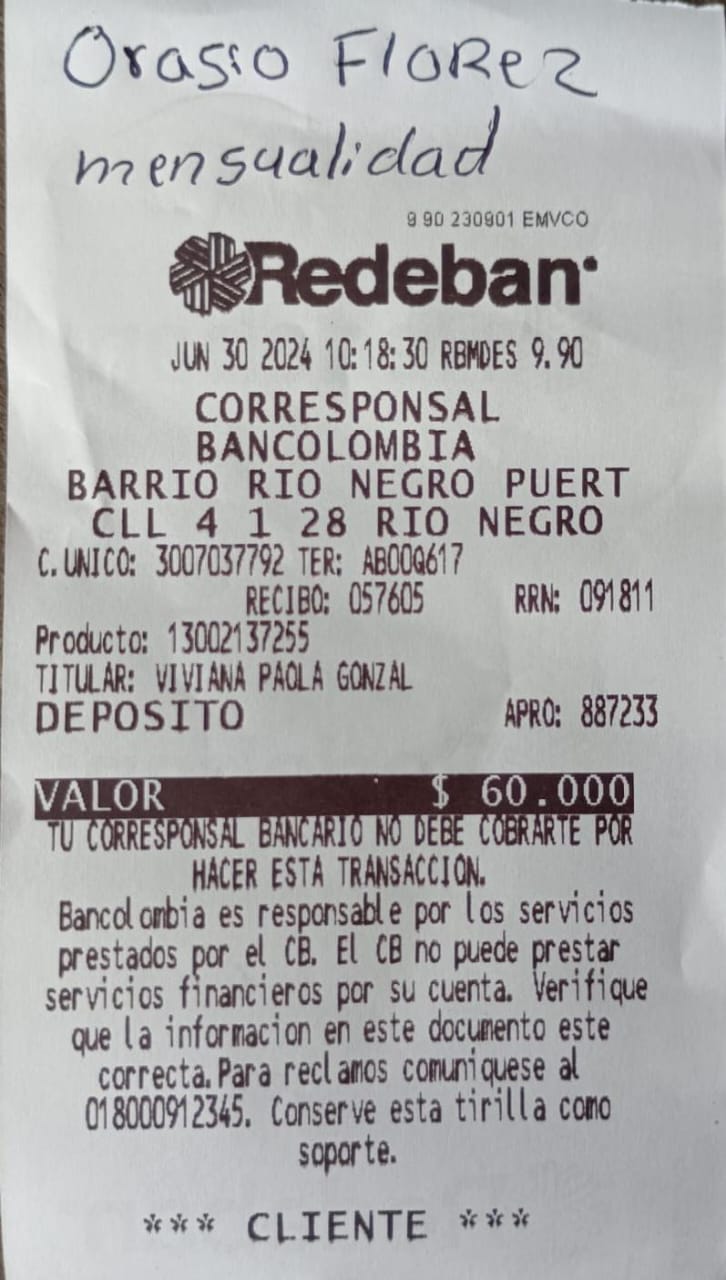 Orasio FloRez
mensualidad
9 90 230901 EMVCO
Redeban
JUN 30 2024 10:18:30 RBMDES 9.90
CORRESPONSAL
BANCOLOMBIA
BARRIO RIO NEGRO PUERT
CLL 4 1 28 RIO NEGRO
C. UNICO: 3007037792 TER: AB00Q617
RECIBO: 057605 RRN: 091811
Producto: 13002137255
TITULAR: VIVIANA PAOLA GONZAL
DEPOSITO APRO: 887233
VALOR $ 60.000
TU CORRESPONSAL BANCARIO NO DEBE COBRARTE POR
HACER ESTA TRANSACCION.
Bancolombia es responsable por los servicios
prestados por el CB. El CB no puede prestar
servicios financieros por su cuenta. Verifique
que la informacion en este documento este
correcta. Para reclamos comuniquese al
018000912345. Conserve esta tirilla como
soporte.
*** CLIENTE ***